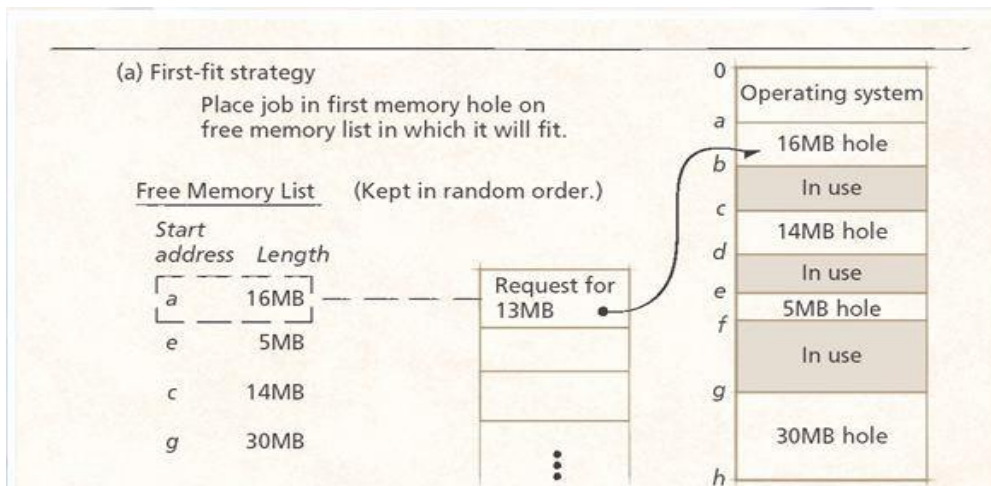 (a) First-fit strategy
Place job in first memory hole on
free memory list in which it will fit.
Free Memory List (Kept in random order.)
Start
address Length
a 16MB
e 5MB
c 14MB
g 30MB
Request for
13MB
0
Operating system
a
16MB hole
b
In use
c
14MB hole
d
In use
e
5MB hole
f
In use
g
30MB hole
h